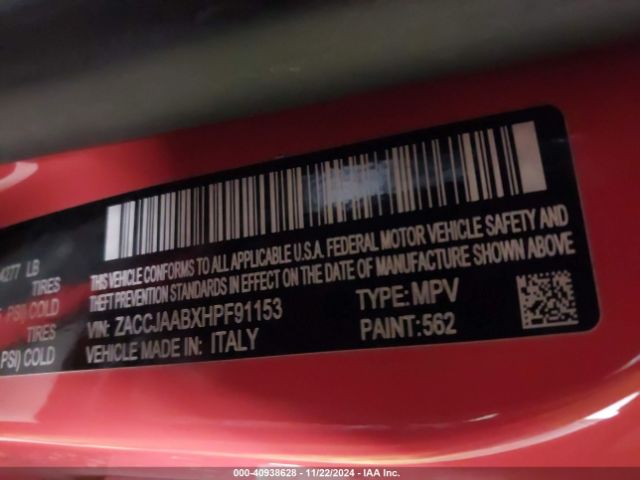 4277 LB
TIRES
PSI) COLD
TIRES
PSI) COLD
THIS VEHICLE CONFORMS TO ALL APPLICABLE U.S.A. FEDERAL MOTOR VEHICLE SAFETY AND
THEFT PREVENTION STANDARDS IN EFFECT ON THE DATE OF MANUFACTURE SHOWN ABOVE
VIN: ZACCJAABXHPF91153 TYPE: MPV
VEHICLE MADE IN: ITALY PAINT:562
000-40938628 - 11/22/2024 - IAA Inc.